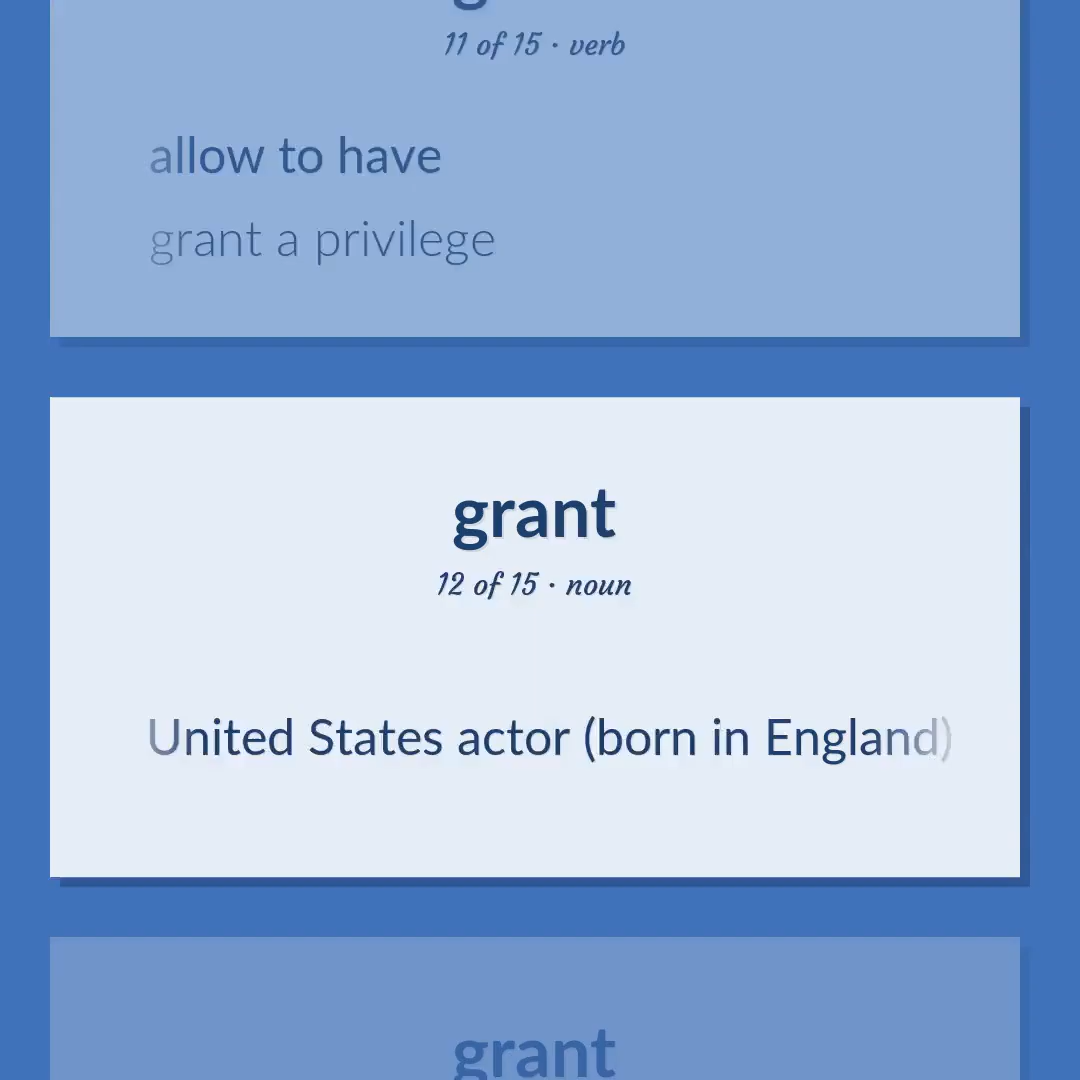 11 of 15 · verb
allow to have
grant a privilege
grant
12 of 15 · noun
United States actor (born in England)
grant